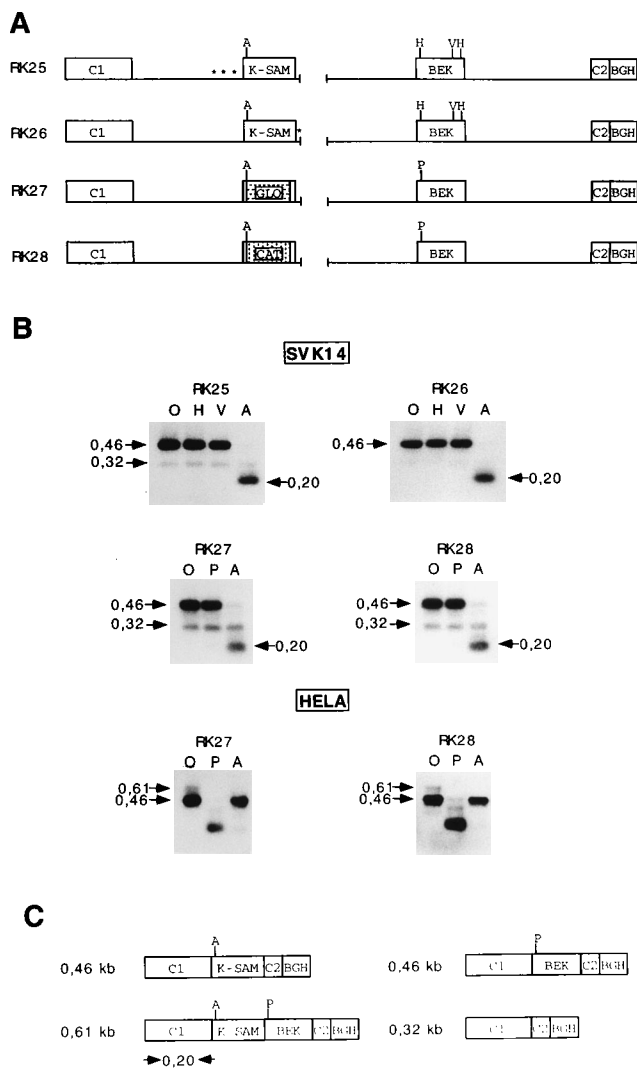 A
A H VH
RK25 C1 *** K-SAM BEK C2 BGH
A H VH
RK26 C1 K-SAM * BEK C2 BGH
A P
RK27 C1 GLO BEK C2 BGH
A P
RK28 C1 CAT BEK C2 BGH
B
SVK14
RK25 RK26
O H V A O H V A
0,46 0,46
0,32
0,20 0,20
RK27 RK28
O P A O P A
0,46 0,46
0,32 0,32
0,20 0,20
HELA
RK27 RK28
O P A O P A
0,61 0,61
0,46 0,46
C
A P
0,46 kb C1 K-SAM C2 BGH 0,46 kb C1 BEK C2 BGH
A P
0,61 kb C1 K SAM BEK C2 BGH 0,32 kb C1 C2 BGH
0,20